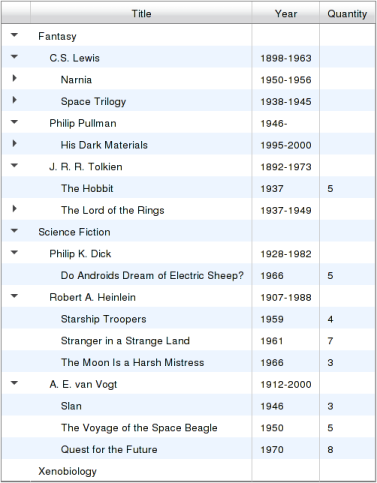 Title Year Quantity
Fantasy
C.S. Lewis 1898-1963
Narnia 1950-1956
Space Trilogy 1938-1945
Philip Pullman 1946-
His Dark Materials 1995-2000
J. R. R. Tolkien 1892-1973
The Hobbit 1937 5
The Lord of the Rings 1937-1949
Science Fiction
Philip K. Dick 1928-1982
Do Androids Dream of Electric Sheep? 1966 5
Robert A. Heinlein 1907-1988
Starship Troopers 1959 4
Stranger in a Strange Land 1961 7
The Moon Is a Harsh Mistress 1966 3
A. E. van Vogt 1912-2000
Slan 1946 3
The Voyage of the Space Beagle 1950 5
Quest for the Future 1970 8
Xenobiology